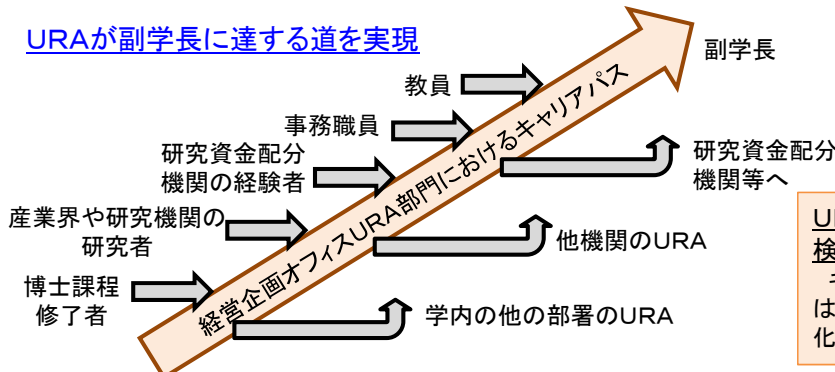 URAが副学長に達する道を実現
副学長
教員
事務職員
研究資金配分
機関の経験者
産業界や研究機関の
研究者
博士課程
修了者
経営企画オフィスURA部門におけるキャリアパス
研究資金配分
機関等へ
他機関のURA
学内の他の部署のURA
検
は
化